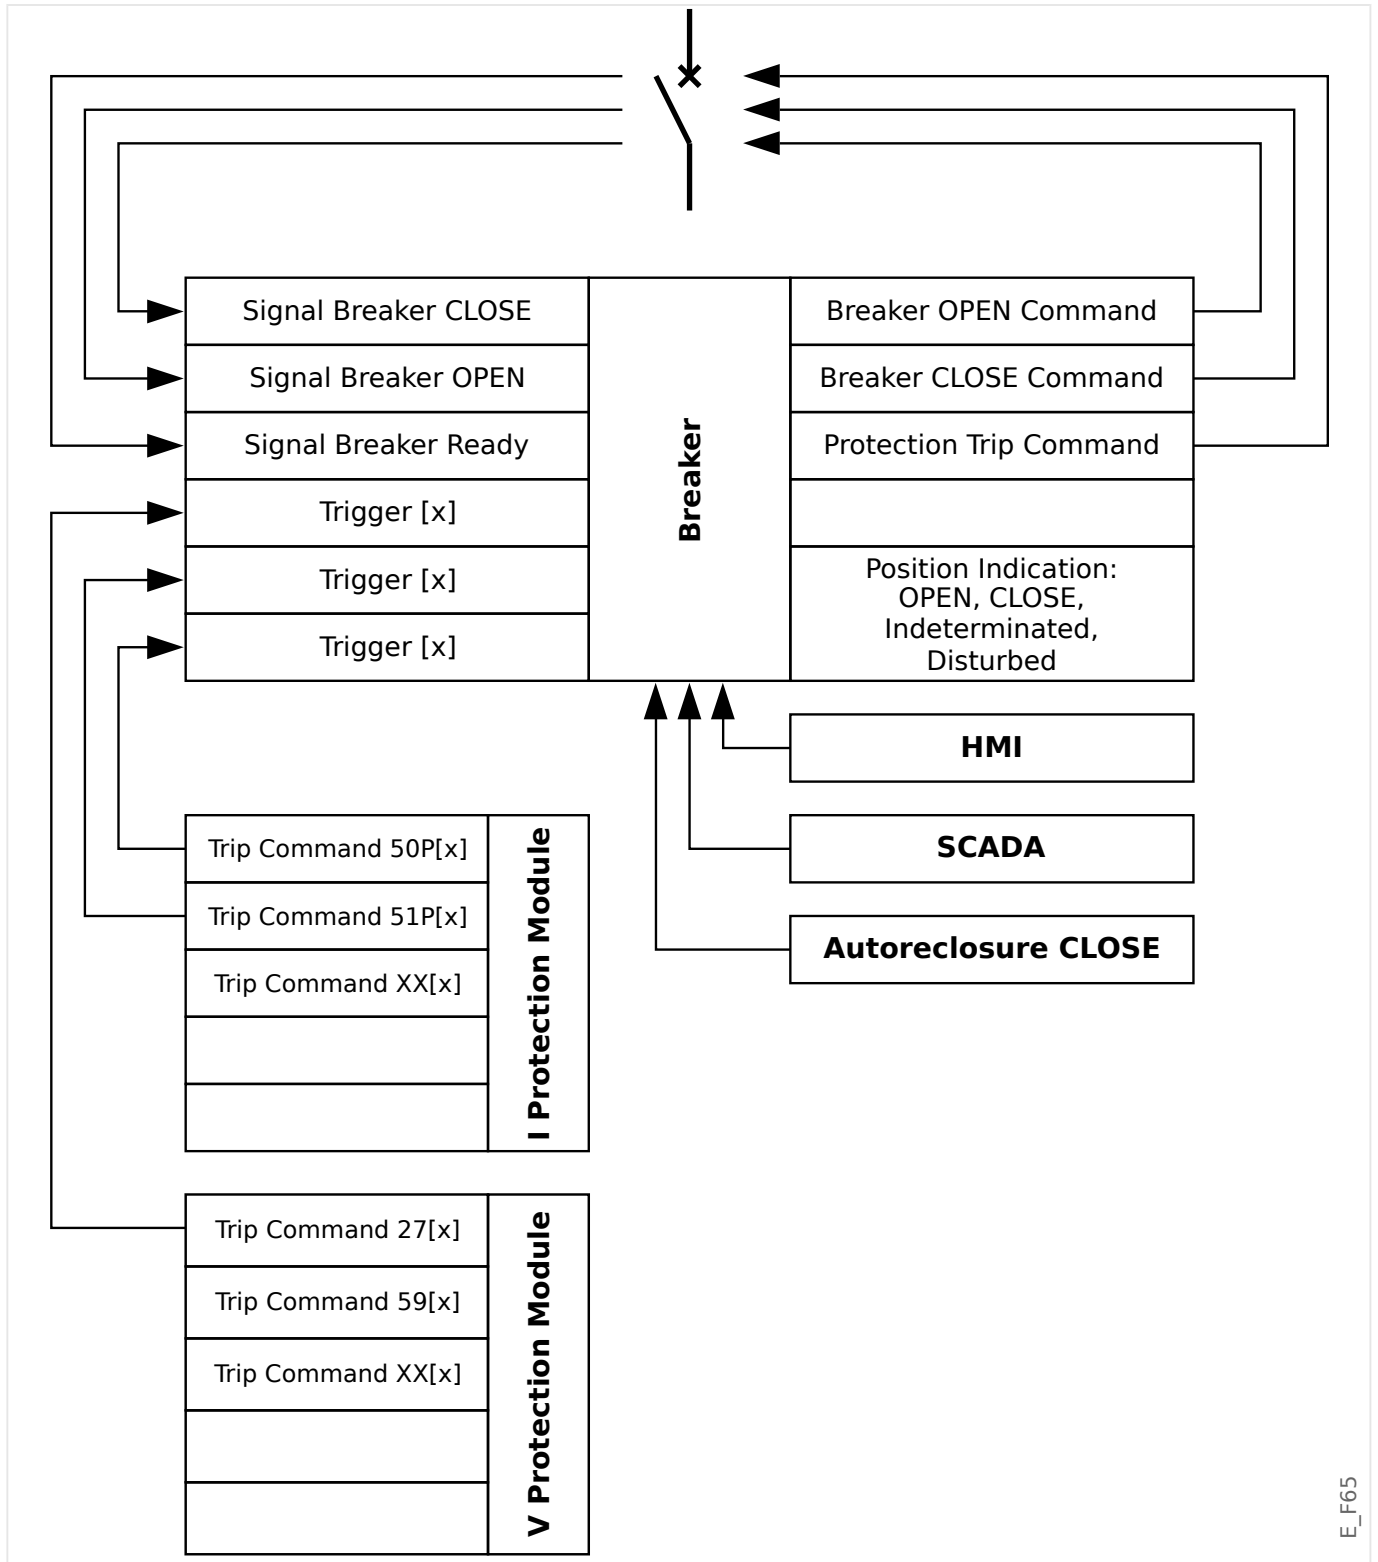 Signal Breaker CLOSE
Signal Breaker OPEN
Signal Breaker Ready
Trigger [x]
Trigger [x]
Trigger [x]
Breaker
Breaker OPEN Command
Breaker CLOSE Command
Protection Trip Command
Position Indication:
OPEN, CLOSE,
Indeterminated,
Disturbed
HMI
SCADA
Autoreclosure CLOSE
Trip Command 50P[x]
Trip Command 51P[x]
Trip Command XX[x]
I Protection Module
Trip Command 27[x]
Trip Command 59[x]
Trip Command XX[x]
V Protection Module
E_F65